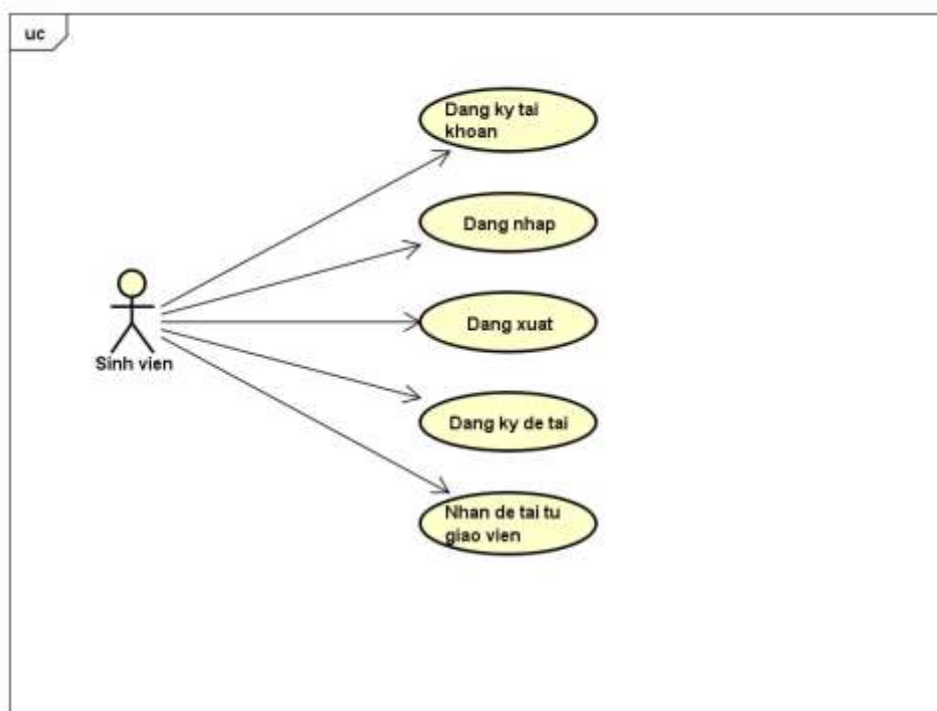 uc
Dang ky tai
khoan
Dang nhap
Dang xuat
Sinh vien
Dang ky de tai
Nhan de tai tu
giao vien